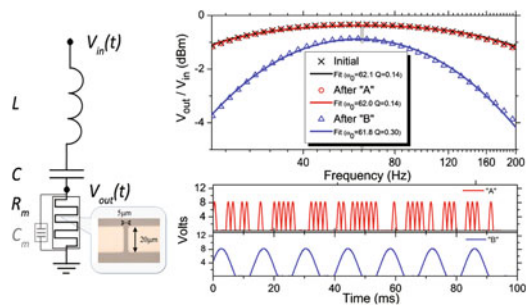 V_in(t)
L
C
R_m
C_m
V_out(t)
5μm
20μm
V_out / V_in (dBm)
0
-2
-4
Initial
Fit (ω₀=62.1 Q=0.14)
After "A"
Fit (ω₀=62.0 Q=0.14)
After "B"
Fit (ω₀=61.8 Q=0.30)
40 80 120 160 200
Frequency (Hz)
Volts
12
8
4
"A"
12
8
4
"B"
0 20 40 60 80 100
Time (ms)